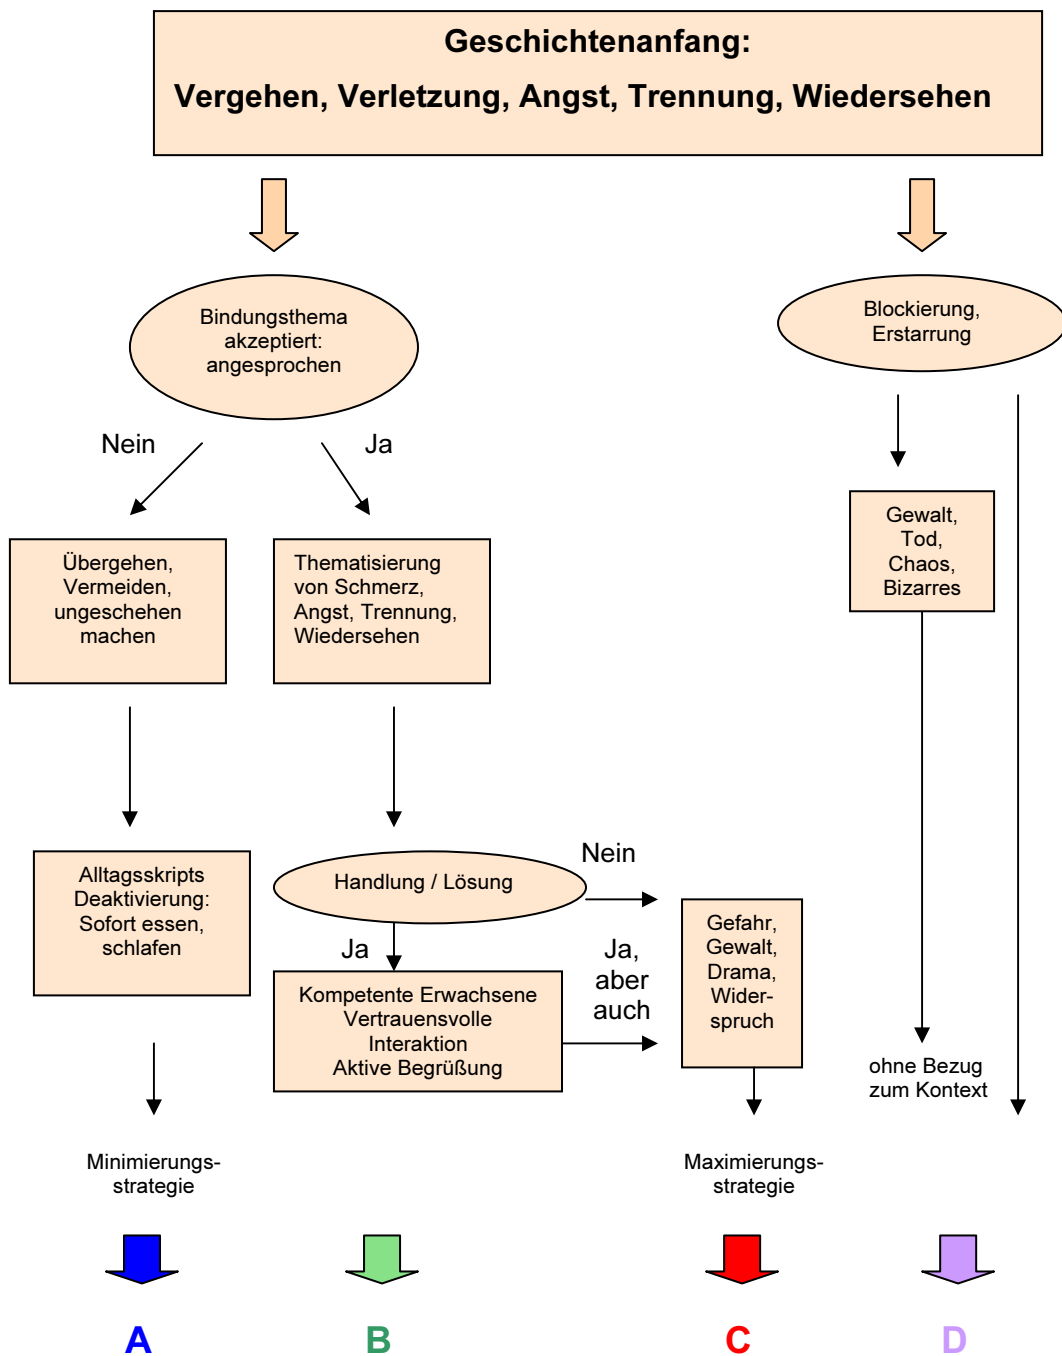 Geschichtenanfang:
Vergehen, Verletzung, Angst, Trennung, Wiedersehen
Bindungsthema
akzeptiert:
angesprochen
Blockierung,
Erstarrung
Nein
Ja
Übergehen,
Vermeiden,
ungeschehen
machen
Thematisierung
von Schmerz,
Angst, Trennung,
Wiedersehen
Gewalt,
Tod,
Chaos,
Bizarres
Alltagsskripts
Deaktivierung:
Sofort essen,
schlafen
Handlung / Lösung
Nein
Ja
Kompetente Erwachsene
Vertrauensvolle
Interaktion
Aktive Begrüßung
Ja,
aber
auch
Gefahr,
Gewalt,
Drama,
Wider-
spruch
ohne Bezug
zum Kontext
Minimierungs-
strategie
Maximierungs-
strategie
A
B
C
D